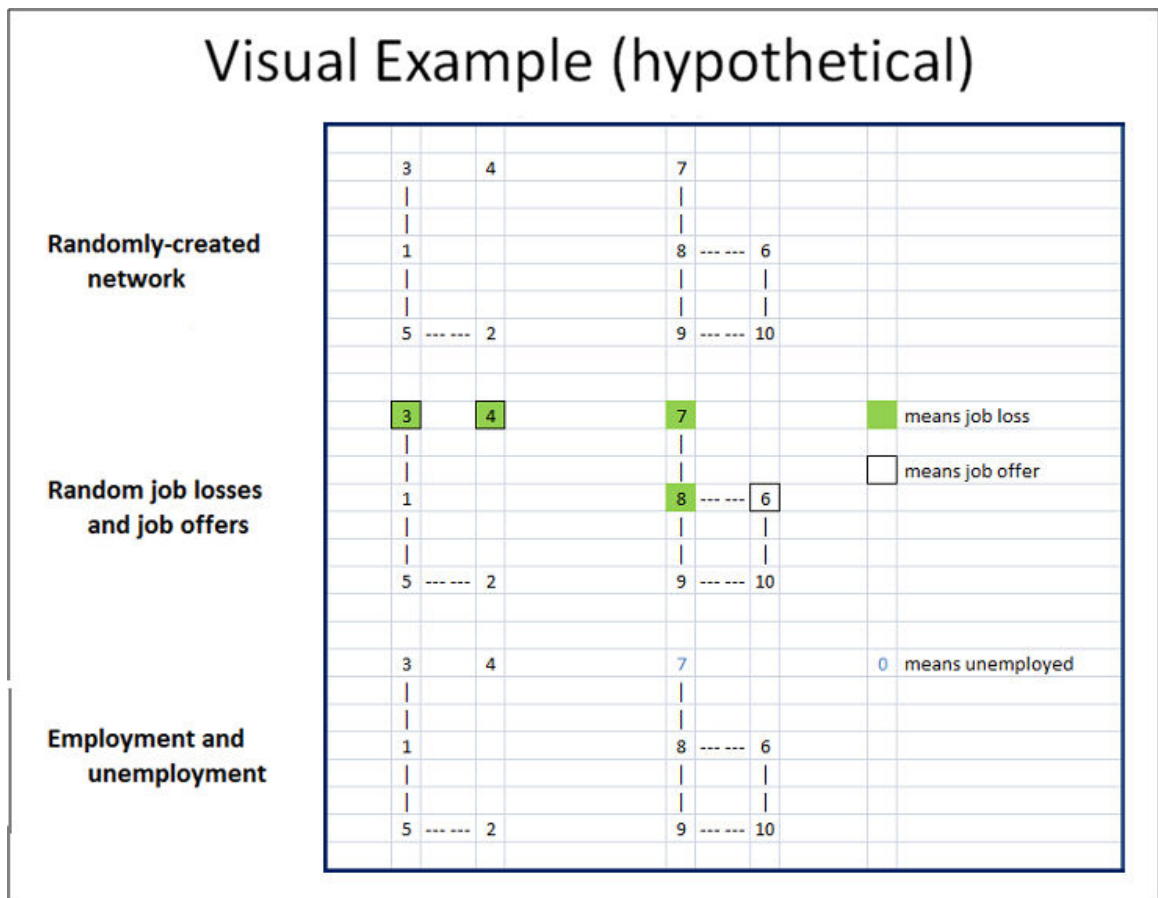 Visual Example (hypothetical)
3 4 7
|   |
|   |
Randomly-created
network
1 8 --- --- 6
|   |   |
|   |   |
5 --- --- 2 9 --- --- 10
3 4 7 means job loss
|   |
|   | means job offer
Random job losses
and job offers
1 8 --- --- 6
|   |   |
|   |   |
5 --- --- 2 9 --- --- 10
3 4 7 0 means unemployed
|   |
|   |
Employment and
unemployment
1 8 --- --- 6
|   |   |
|   |   |
5 --- --- 2 9 --- --- 10